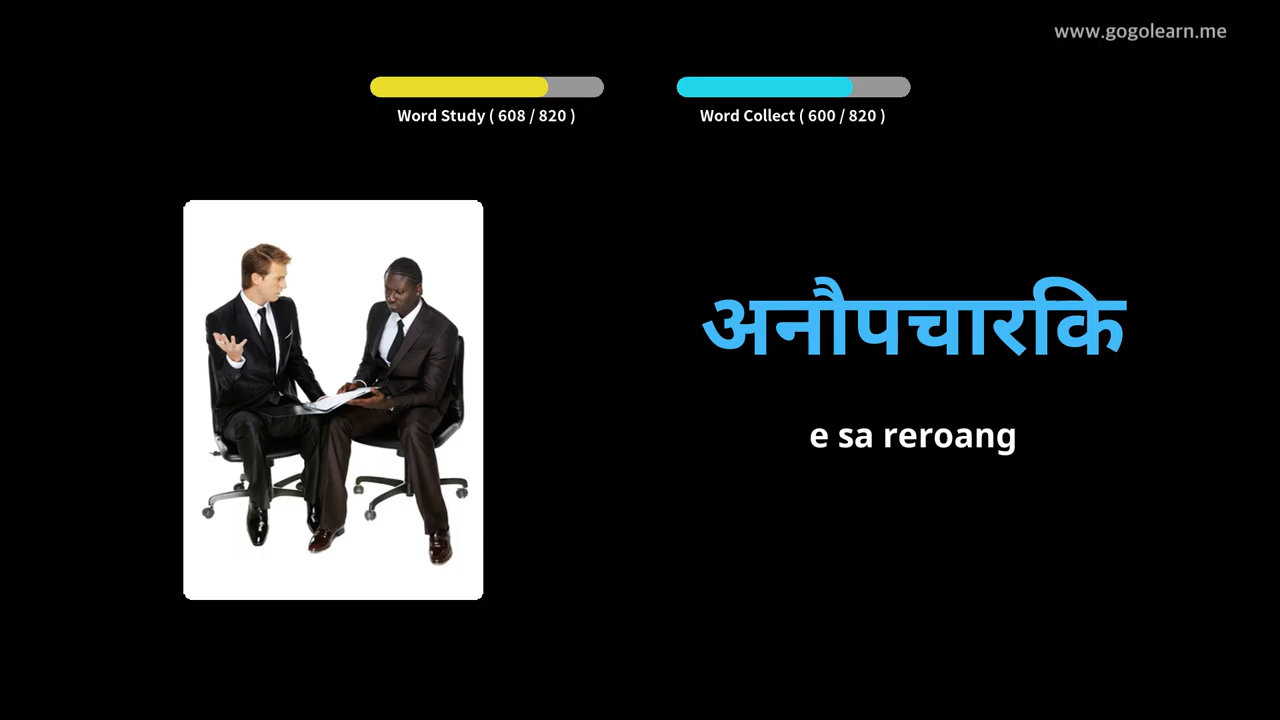 www.gogolearn.me
Word Study ( 608 / 820 )
Word Collect ( 600 / 820 )
अनौपचारकि
e sa reroang